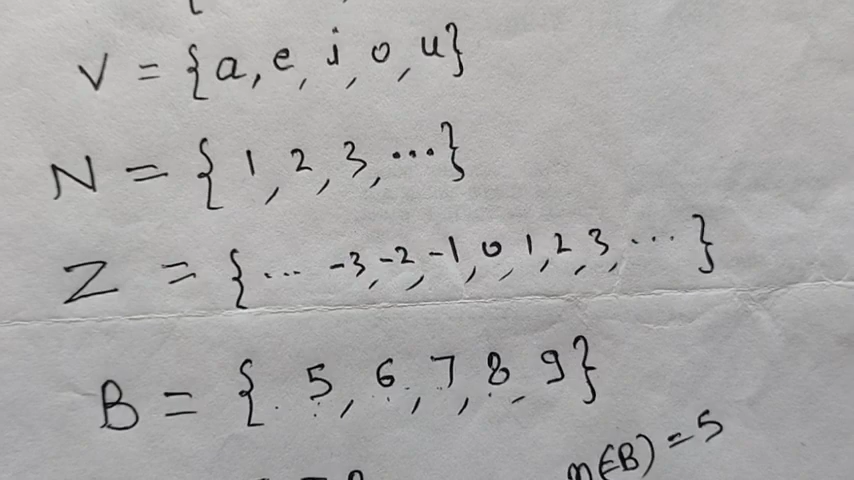 V = {a, e, i, o, u}
N = { 1, 2, 3, ...}
Z = {... -3, -2, -1, 0, 1, 2, 3, ... }
B = { 5, 6, 7, 8, 9}
n(B) = 5